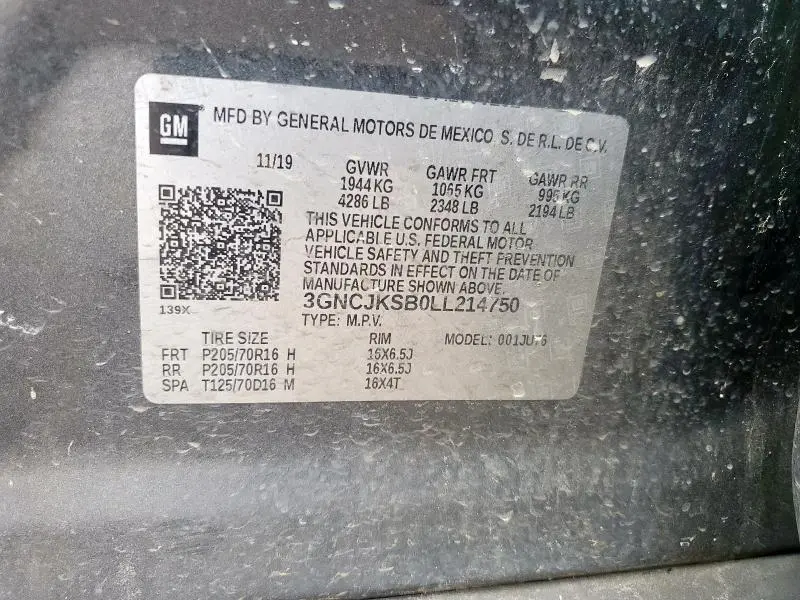 GM
MFD BY GENERAL MOTORS DE MEXICO, S. DE R.L. DE C.V.
11/19 GVWR GAWR FRT GAWR RR
1944 KG 1065 KG 995 KG
4286 LB 2348 LB 2194 LB
THIS VEHICLE CONFORMS TO ALL
APPLICABLE U.S. FEDERAL MOTOR
VEHICLE SAFETY AND THEFT PREVENTION
STANDARDS IN EFFECT ON THE DATE OF
MANUFACTURE SHOWN ABOVE.
3GNCJKSB0LL214750
139X
TYPE: M.P.V.
TIRE SIZE RIM MODEL: 001JU76
FRT P205/70R16 H 16X6.5J
RR P205/70R16 H 16X6.5J
SPA T125/70D16 M 16X4T